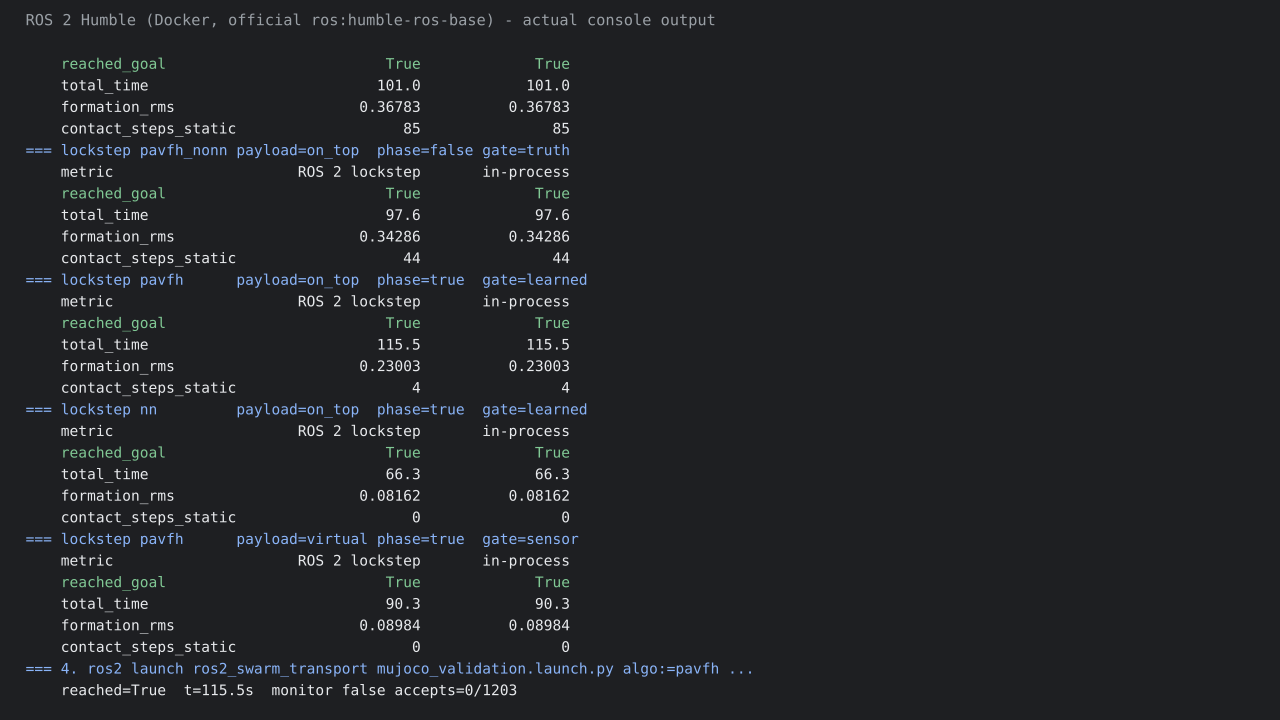 ROS 2 Humble (Docker, official ros:humble-ros-base) - actual console output
reached_goal True True
total_time 101.0 101.0
formation_rms 0.36783 0.36783
contact_steps_static 85 85
=== lockstep pavfh_nonn payload=on_top phase=false gate=truth
metric ROS 2 lockstep in-process
reached_goal True True
total_time 97.6 97.6
formation_rms 0.34286 0.34286
contact_steps_static 44 44
=== lockstep pavfh payload=on_top phase=true gate=learned
metric ROS 2 lockstep in-process
reached_goal True True
total_time 115.5 115.5
formation_rms 0.23003 0.23003
contact_steps_static 4 4
=== lockstep nn payload=on_top phase=true gate=learned
metric ROS 2 lockstep in-process
reached_goal True True
total_time 66.3 66.3
formation_rms 0.08162 0.08162
contact_steps_static 0 0
=== lockstep pavfh payload=virtual phase=true gate=sensor
metric ROS 2 lockstep in-process
reached_goal True True
total_time 90.3 90.3
formation_rms 0.08984 0.08984
contact_steps_static 0 0
=== 4. ros2 launch ros2_swarm_transport mujoco_validation.launch.py algo:=pavfh ...
reached=True t=115.5s monitor false accepts=0/1203